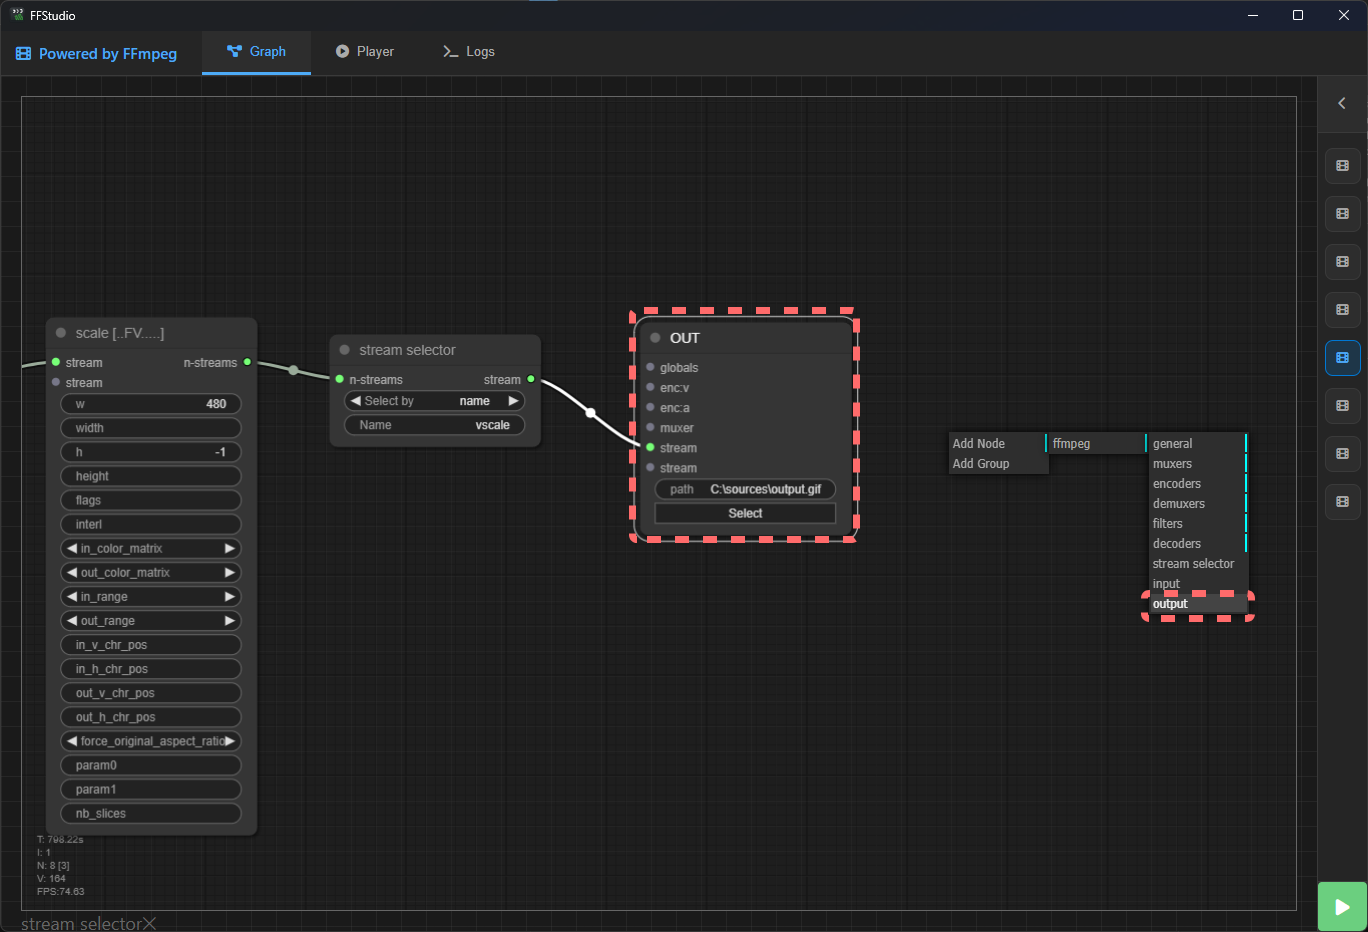 FFStudio
Powered by FFmpeg
Graph
Player
Logs
scale [..FV.....]
stream n-streams
stream
w 480
width
h -1
height
flags
interl
in_color_matrix
out_color_matrix
in_range
out_range
in_v_chr_pos
in_h_chr_pos
out_v_chr_pos
out_h_chr_pos
force_original_aspect_ratio
param0
param1
nb_slices
stream selector
n-streams stream
Select by name
Name vscale
OUT
globals
enc:v
enc:a
muxer
stream
stream
path C:\sources\output.gif
Select
Add Node
Add Group
ffmpeg
general
muxers
encoders
demuxers
filters
decoders
stream selector
input
output
T: 798.22s
I: 1
N: 8 [3]
V: 164
FPS:74.63
stream selector